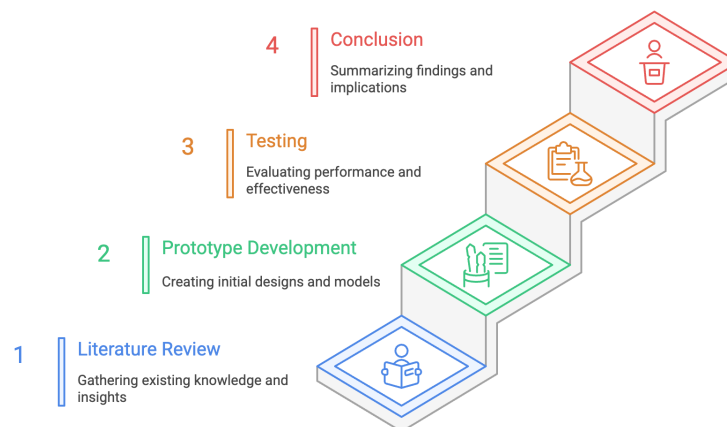 4
Conclusion
Summarizing findings and
implications
3
Testing
Evaluating performance and
effectiveness
2
Prototype Development
Creating initial designs and models
1
Literature Review
Gathering existing knowledge and
insights